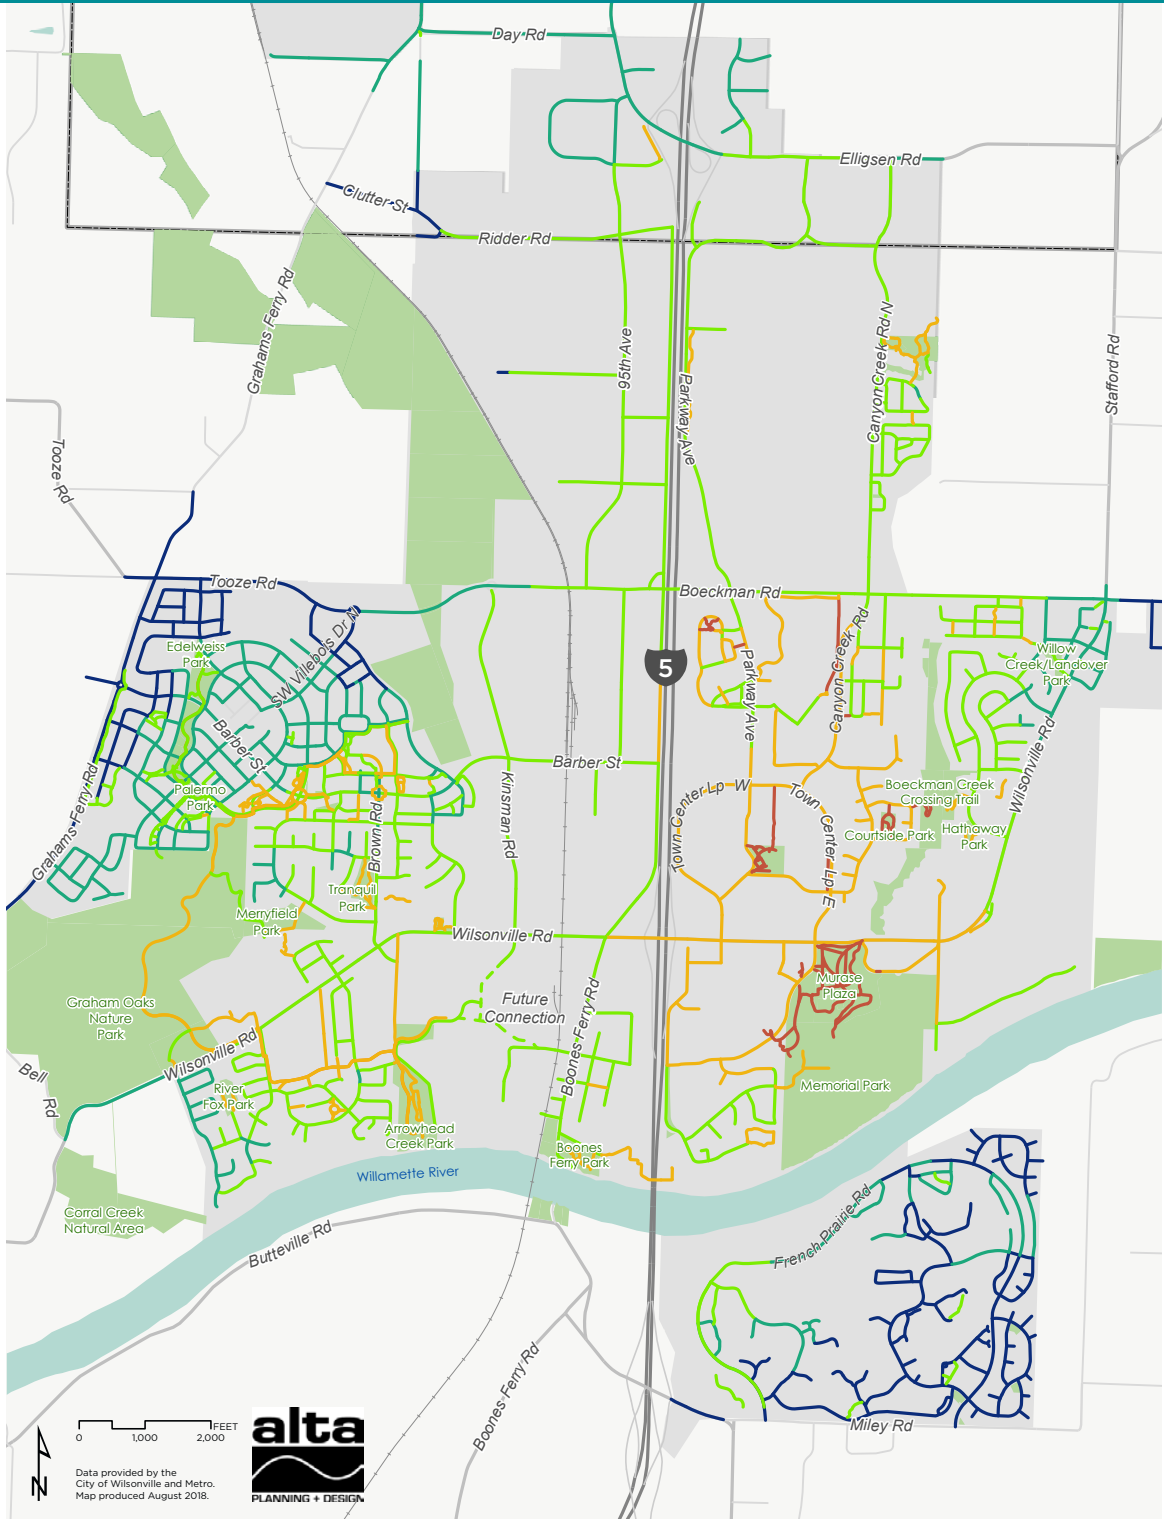 Day Rd
Elligsen Rd
Clutter St
Ridder Rd
Grahams Ferry Rd
95th Ave
Parkway Ave
Canyon Creek Rd N
Stafford Rd
Tooze Rd
Tooze Rd
Boeckman Rd
Edelweiss
Park
SW Villebois Dr N
5
Parkway Ave
Canyon Creek Rd
Willow
Creek/Landover
Park
Barber St
Barber St
Wilsonville Rd
Grahams Ferry Rd
Palermo
Park
Kinsman Rd
Brown Rd
Town Center Lp W
Town Center Lp E
Boeckman Creek
Crossing Trail
Courtside Park
Hathaway
Park
Tranquil
Park
Merryfield
Park
Wilsonville Rd
Murase
Plaza
Graham Oaks
Nature
Park
Future
Connection
Boones Ferry Rd
Wilsonville Rd
Bell Rd
River
Fox Park
Memorial Park
Arrowhead
Creek Park
Boones
Ferry Park
Willamette River
Corral Creek
Natural Area
Butteville Rd
French Prairie Rd
Boones Ferry Rd
Miley Rd
FEET
0 1,000 2,000
N
Data provided by the
City of Wilsonville and Metro.
Map produced August 2018.
alta
PLANNING + DESIGN